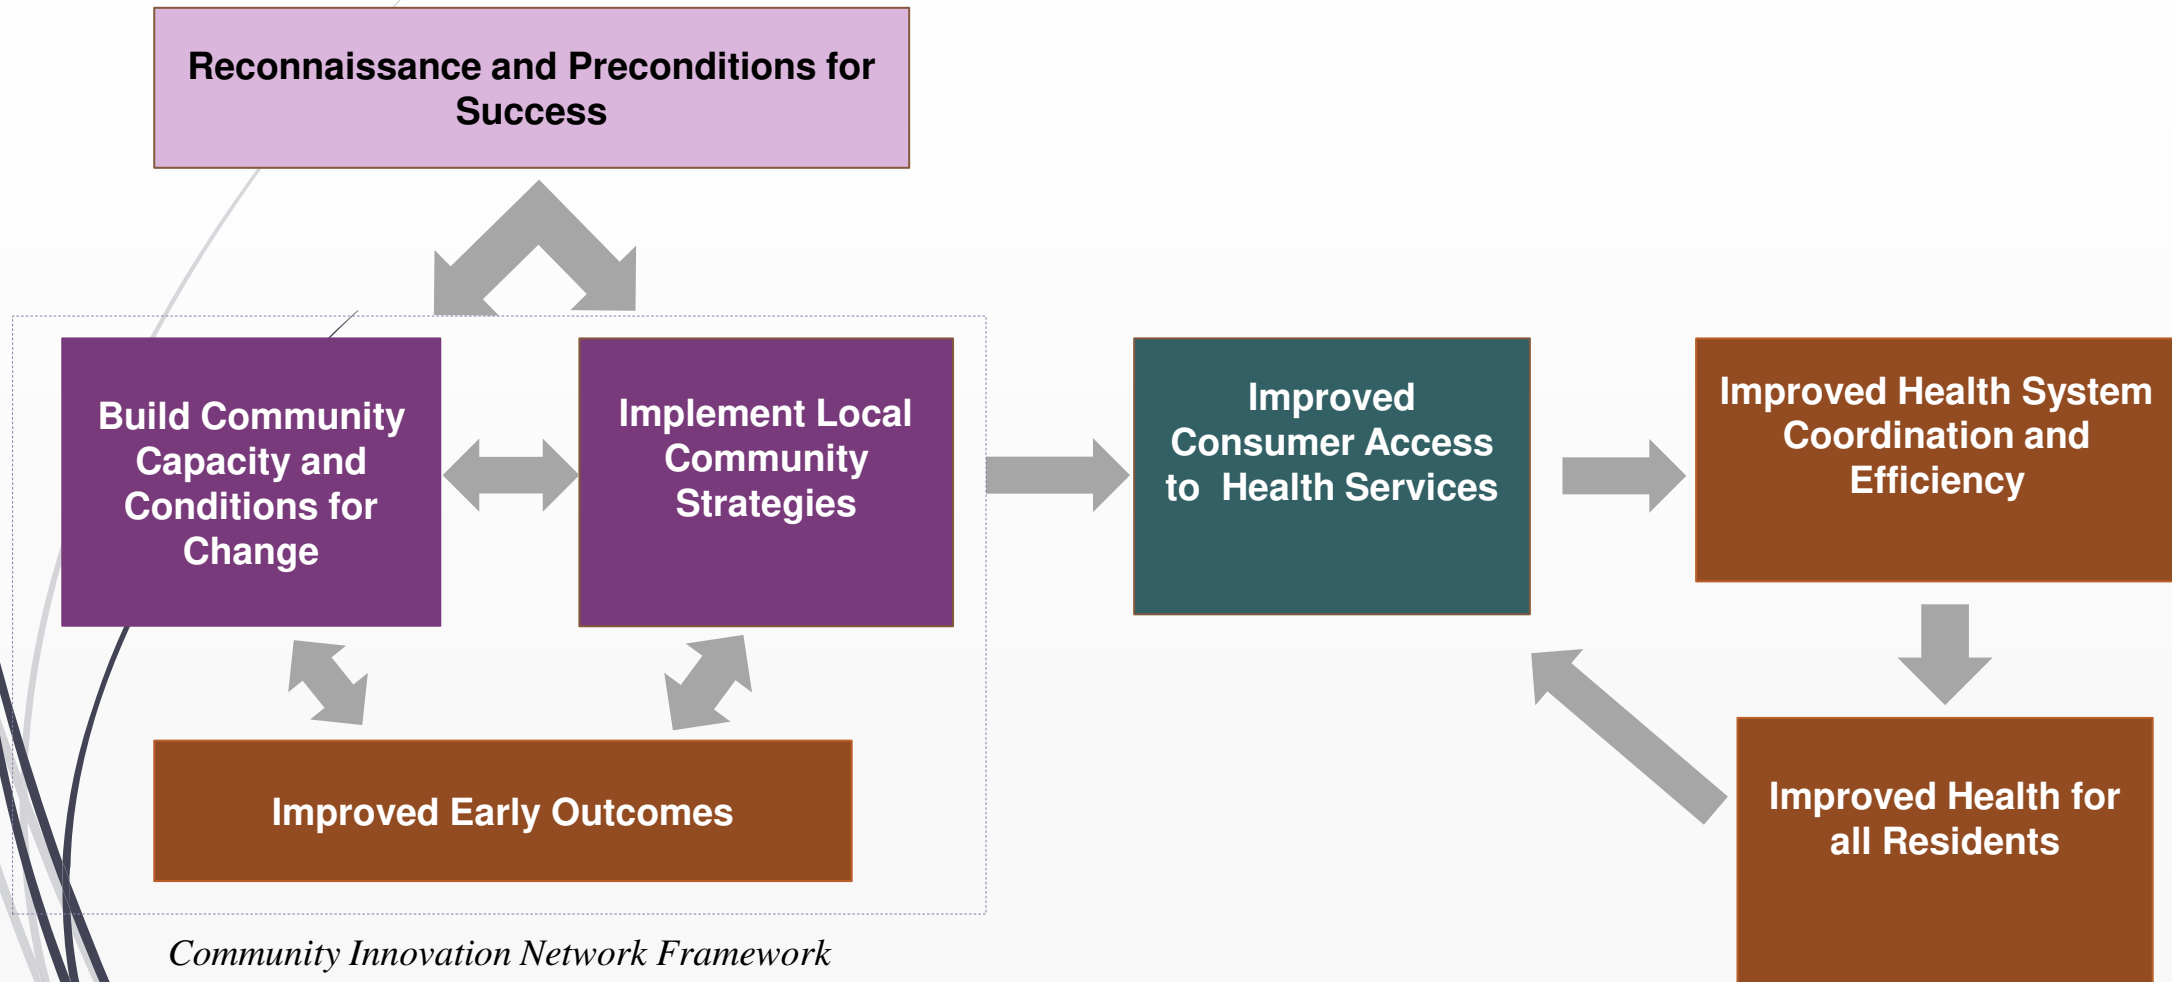 Reconnaissance and Preconditions for
Success
Build Community
Capacity and
Conditions for
Change
Implement Local
Community
Strategies
Improved
Consumer Access
to  Health Services
Improved Health System
Coordination and
Efficiency
Improved Early Outcomes
Improved Health for
all Residents
Community Innovation Network Framework